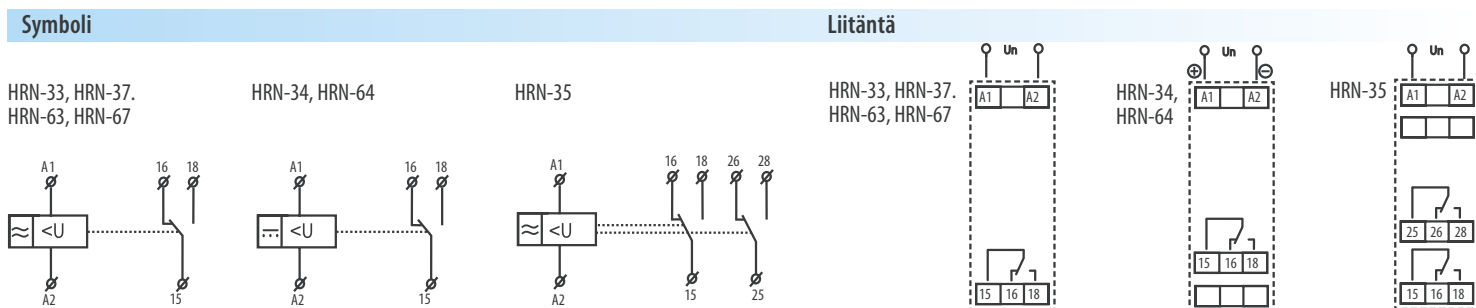 Symboli
Liitäntä
HRN-33, HRN-37.
HRN-63, HRN-67
HRN-34, HRN-64
HRN-35
A1
16 18
<U
A2
15
A1
16 18
<U
A2
15
A1
16 18 26 28
<U
A2
15
25
HRN-33, HRN-37.
HRN-63, HRN-67
Un
A1 A2
15 16 18
HRN-34,
HRN-64
Un
A1 A2
15 16 18
HRN-35
Un
A1 A2
25 26 28
15 16 18